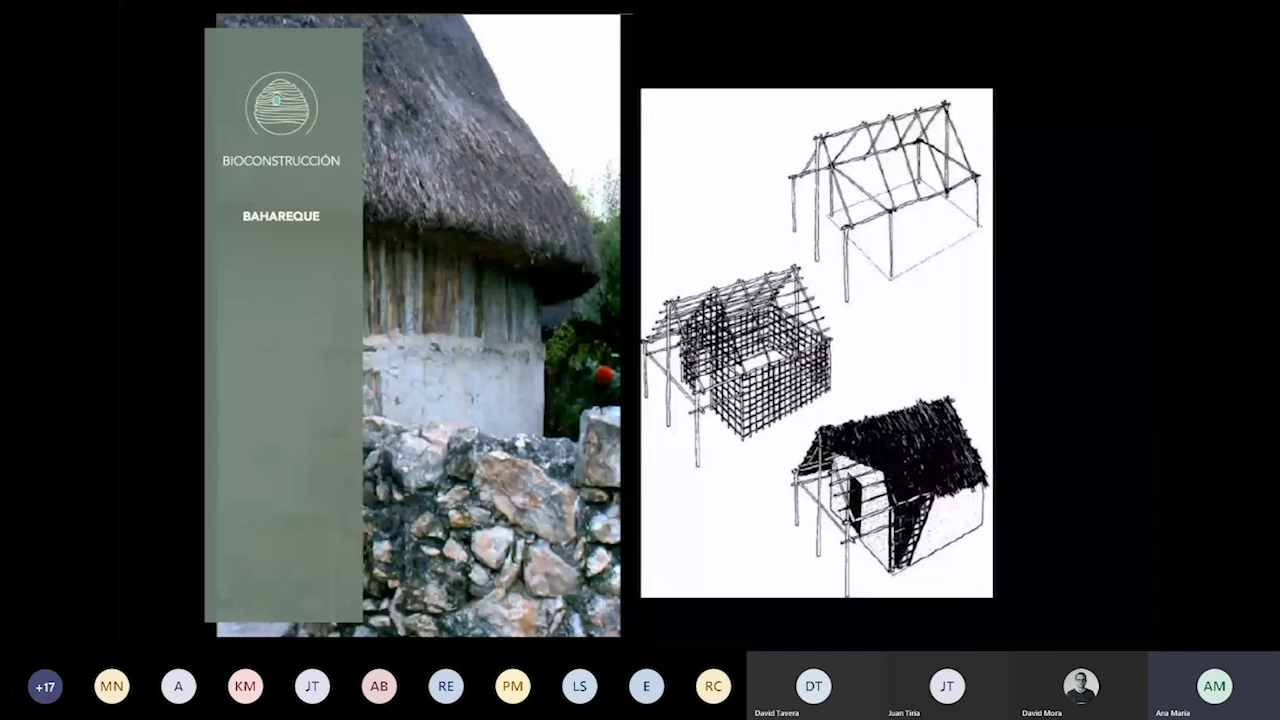 BIOCONSTRUCCIÓN
BAHAREQUE
+17
MN
A
KM
JT
AB
RE
PM
LS
E
RC
DT
JT
AM
David Tavera
Juan Tiria
David Mora
Ana Maria